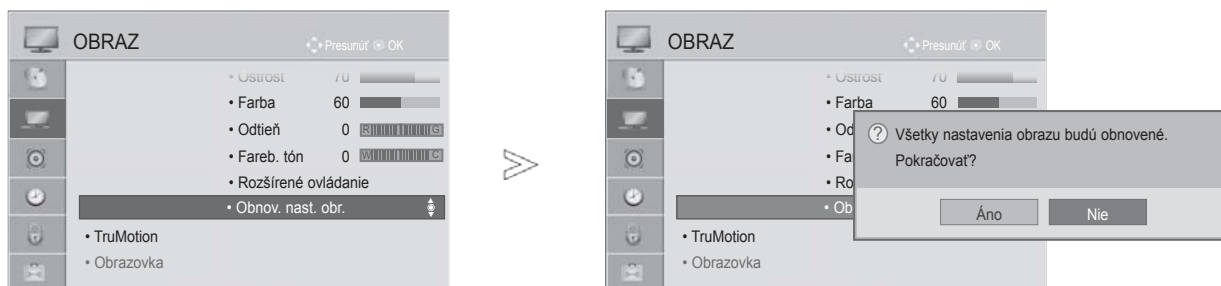 OBRAZ
Presunúť OK
• Ostrosť 70
• Farba 60
• Odtieň 0 R G
• Fareb. tón 0 W C
• Rozšírené ovládanie
• Obnov. nast. obr.
• TruMotion
• Obrazovka
OBRAZ
Presunúť OK
• Ostrosť 70
• Farba 60
• Od
• Fa
• Ro
• Ob
• TruMotion
• Obrazovka
? Všetky nastavenia obrazu budú obnovené.
Pokračovať?
Áno Nie